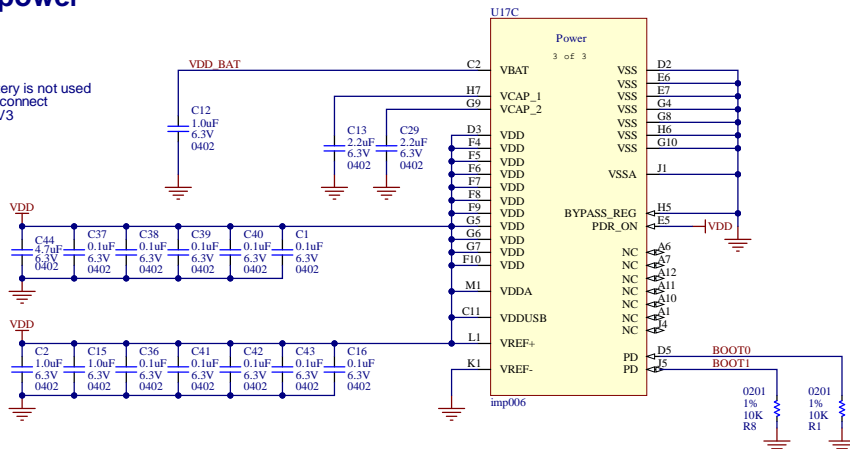 power
U17C
Power
3 of 3
tery is not used
connect
V3
VDD_BAT
C2
VBAT
VSS
D2
VSS
E6
VSS
E7
VSS
G4
VSS
G8
VSS
H6
VSS
G10
C12
1.0uF
6.3V
0402
H7
VCAP_1
G9
VCAP_2
C13
2.2uF
6.3V
0402
C29
2.2uF
6.3V
0402
D3
VDD
F4
VDD
F5
VDD
F6
VDD
F7
VDD
F8
VDD
F9
VDD
G5
VDD
G6
VDD
G7
VDD
F10
VDD
VSSA
J1
BYPASS_REG
H5
PDR_ON
E5
VDD
NC
A6
NC
A7
NC
A12
NC
A11
NC
A10
NC
A1
NC
J4
VDD
C44
4.7uF
6.3V
0402
C37
0.1uF
6.3V
0402
C38
0.1uF
6.3V
0402
C39
0.1uF
6.3V
0402
C40
0.1uF
6.3V
0402
C1
0.1uF
6.3V
0402
M1
VDDA
C11
VDDUSB
L1
VREF+
K1
VREF-
PD
D5
BOOT0
PD
J5
BOOT1
VDD
C2
1.0uF
6.3V
0402
C15
1.0uF
6.3V
0402
C36
0.1uF
6.3V
0402
C41
0.1uF
6.3V
0402
C42
0.1uF
6.3V
0402
C43
0.1uF
6.3V
0402
C16
0.1uF
6.3V
0402
imp006
0201
1%
10K
R8
0201
1%
10K
R1